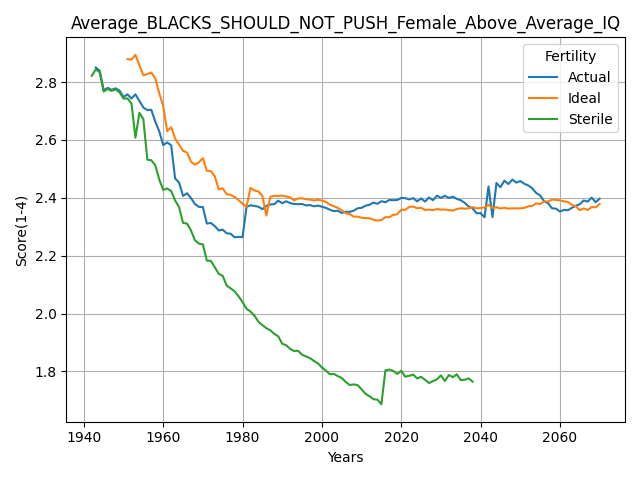 Average_BLACKS_SHOULD_NOT_PUSH_Female_Above_Average_IQ
Fertility
Actual
Ideal
Sterile
Score(1-4)
2.8
2.6
2.4
2.2
2.0
1.8
1940 1960 1980 2000 2020 2040 2060
Years